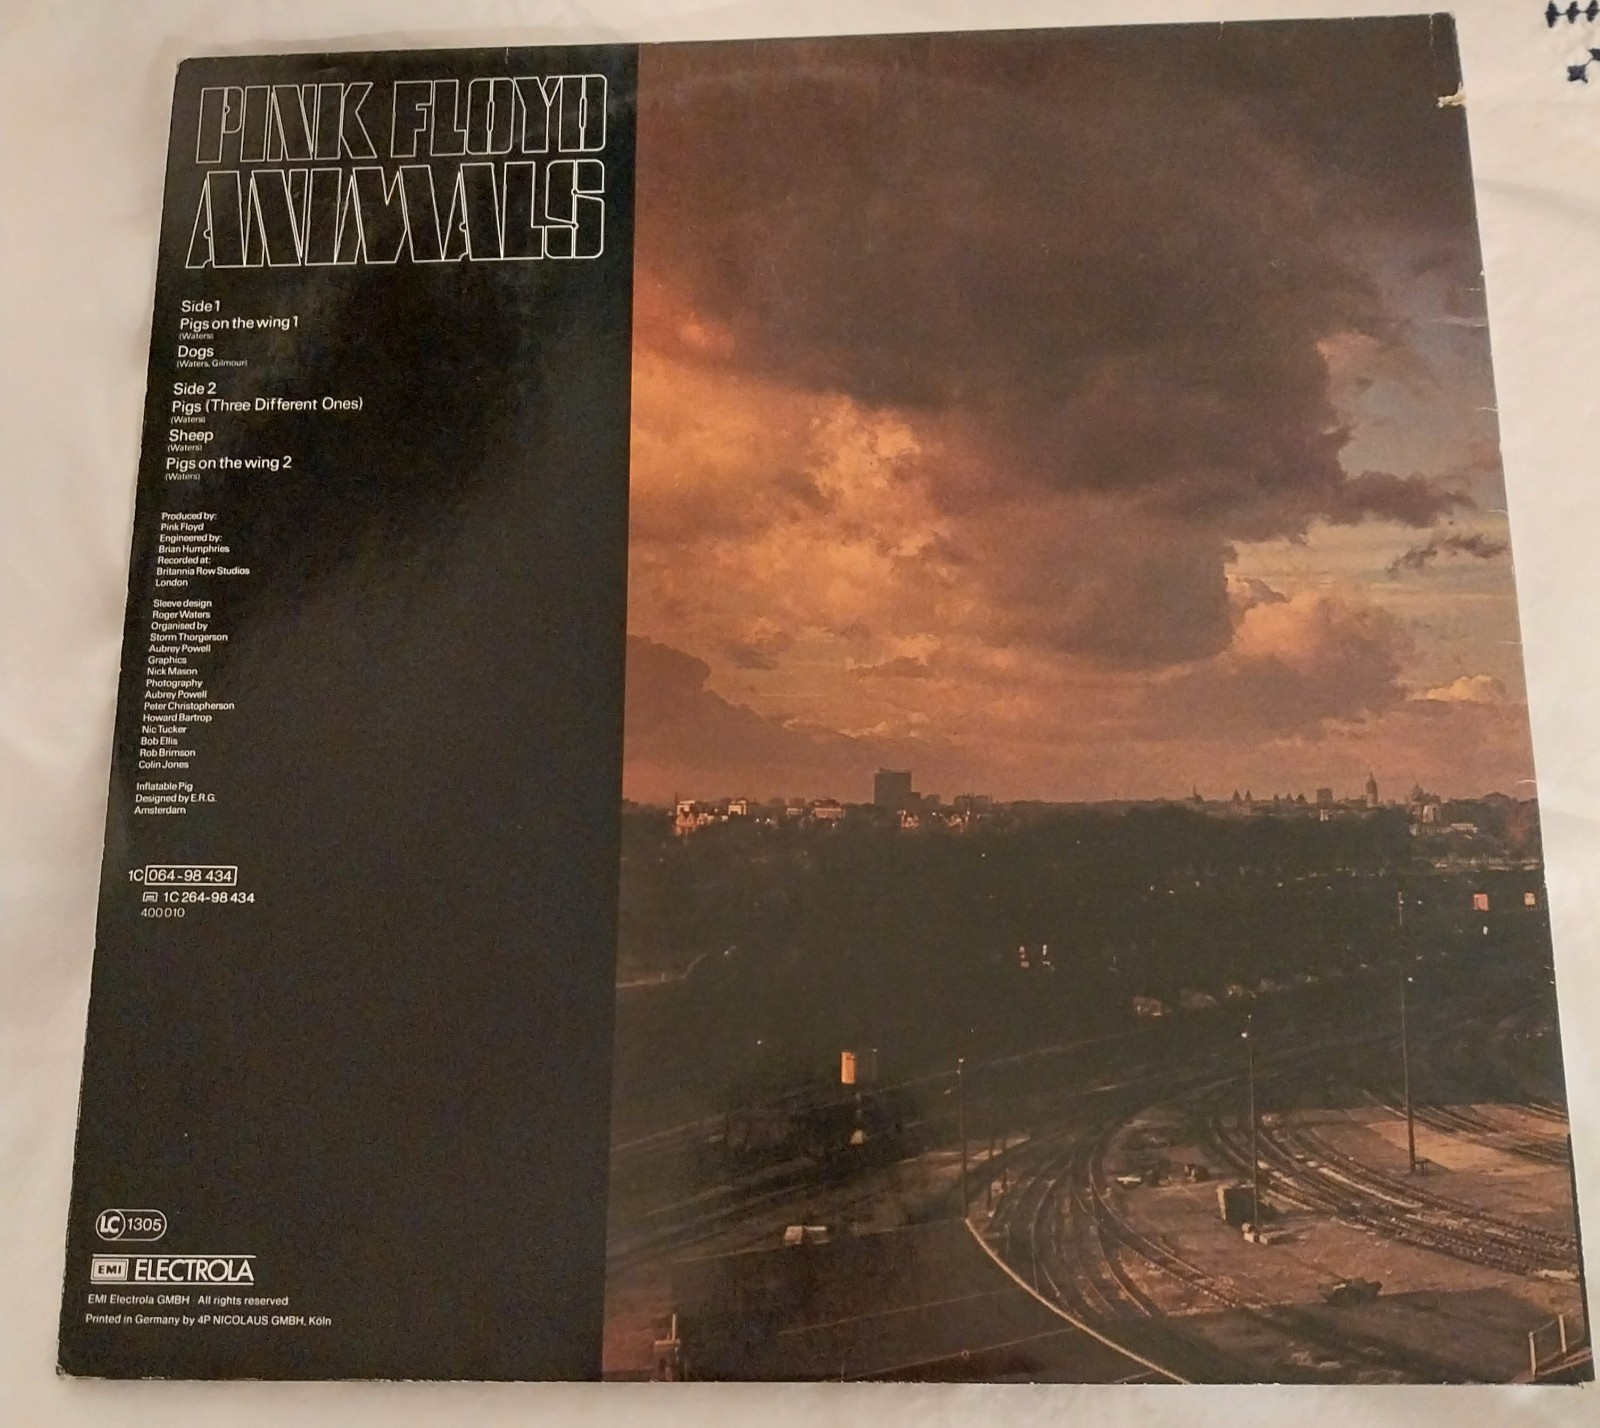 PINK FLOYD
ANIMALS
Side 1
Pigs on the wing 1
(Waters)
Dogs
(Waters, Gilmour)
Side 2
Pigs (Three Different Ones)
(Waters)
Sheep
(Waters)
Pigs on the wing 2
(Waters)
Produced by:
Pink Floyd
Engineered by:
Brian Humphries
Recorded at:
Britannia Row Studios
London
Sleeve design
Roger Waters
Organised by
Storm Thorgerson
Aubrey Powell
Graphics
Nick Mason
Photography
Aubrey Powell
Peter Christopherson
Howard Bartrop
Nic Tucker
Bob Ellis
Rob Brimson
Colin Jones
Inflatable Pig
Designed by E.R.G.
Amsterdam
1C 064-98 434
1C 264-98 434
400 010
LC 1305
EMI ELECTROLA
EMI Electrola GMBH · All rights reserved
Printed in Germany by 4P NICOLAUS GMBH, Köln